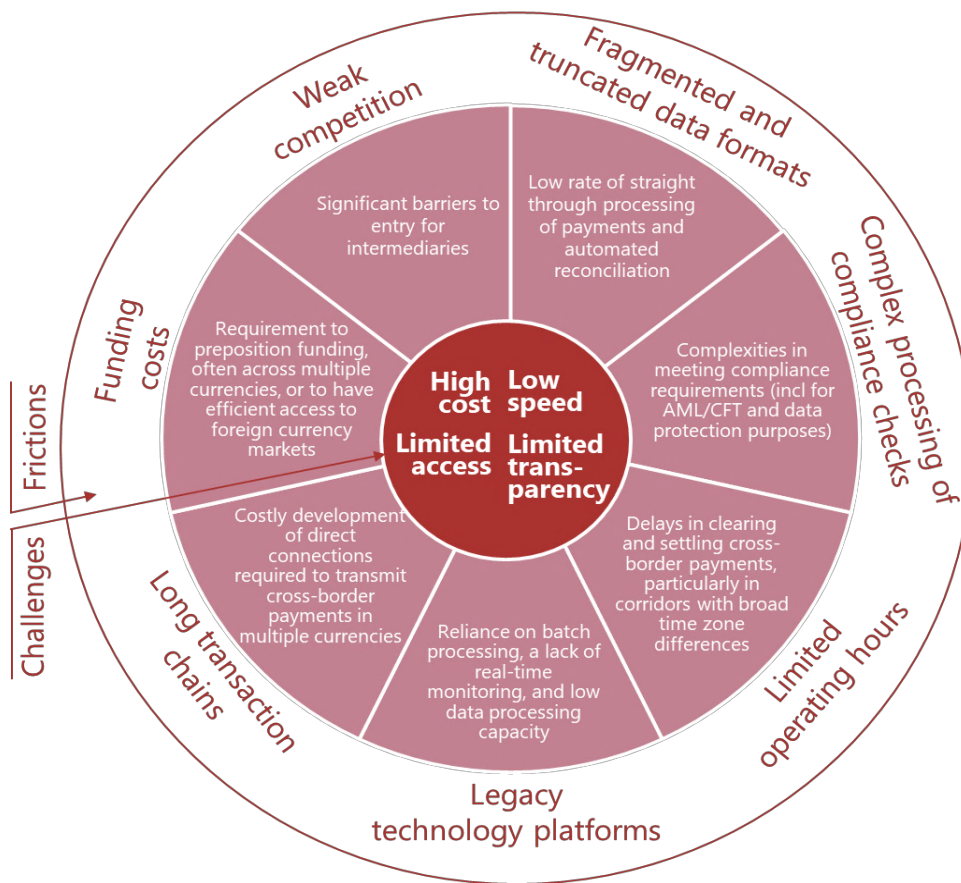 Weak
competition
Fragmented and
truncated data formats
Complex processing of
compliance checks
Limited
operating hours
Legacy
technology platforms
Long transaction
chains
Funding
costs
Frictions
Challenges
Significant barriers to
entry for
intermediaries
Low rate of straight
through processing
of payments and
automated
reconciliation
Complexities in
meeting compliance
requirements (incl for
AML/CFT and data
protection purposes)
Delays in clearing
and settling cross-
border payments,
particularly in
corridors with broad
time zone
differences
Reliance on batch
processing, a lack of
real-time
monitoring, and low
data processing
capacity
Costly development
of direct
connections
required to transmit
cross-border
payments in
multiple currencies
Requirement to
preposition funding,
often across multiple
currencies, or to have
efficient access to
foreign currency
markets
High
cost
Low
speed
Limited
access
Limited
trans-
parency